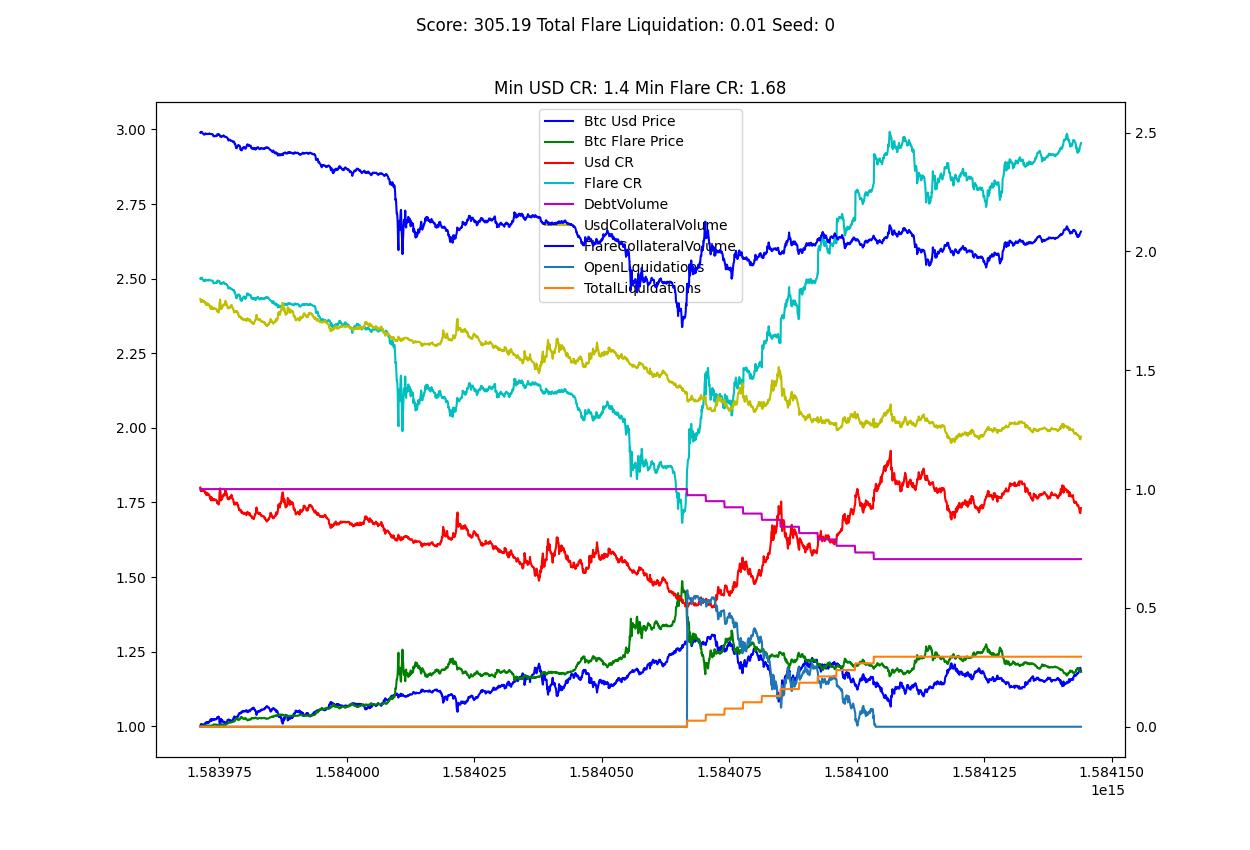 Score: 305.19 Total Flare Liquidation: 0.01 Seed: 0
Min USD CR: 1.4 Min Flare CR: 1.68
Btc Usd Price
Btc Flare Price
Usd CR
Flare CR
DebtVolume
UsdCollateralVolume
FlareCollateralVolume
OpenLiquidations
TotalLiquidations
3.00
2.75
2.50
2.25
2.00
1.75
1.50
1.25
1.00
2.5
2.0
1.5
1.0
0.5
0.0
1.583975
1.584000
1.584025
1.584050
1.584075
1.584100
1.584125
1.584150
1e15